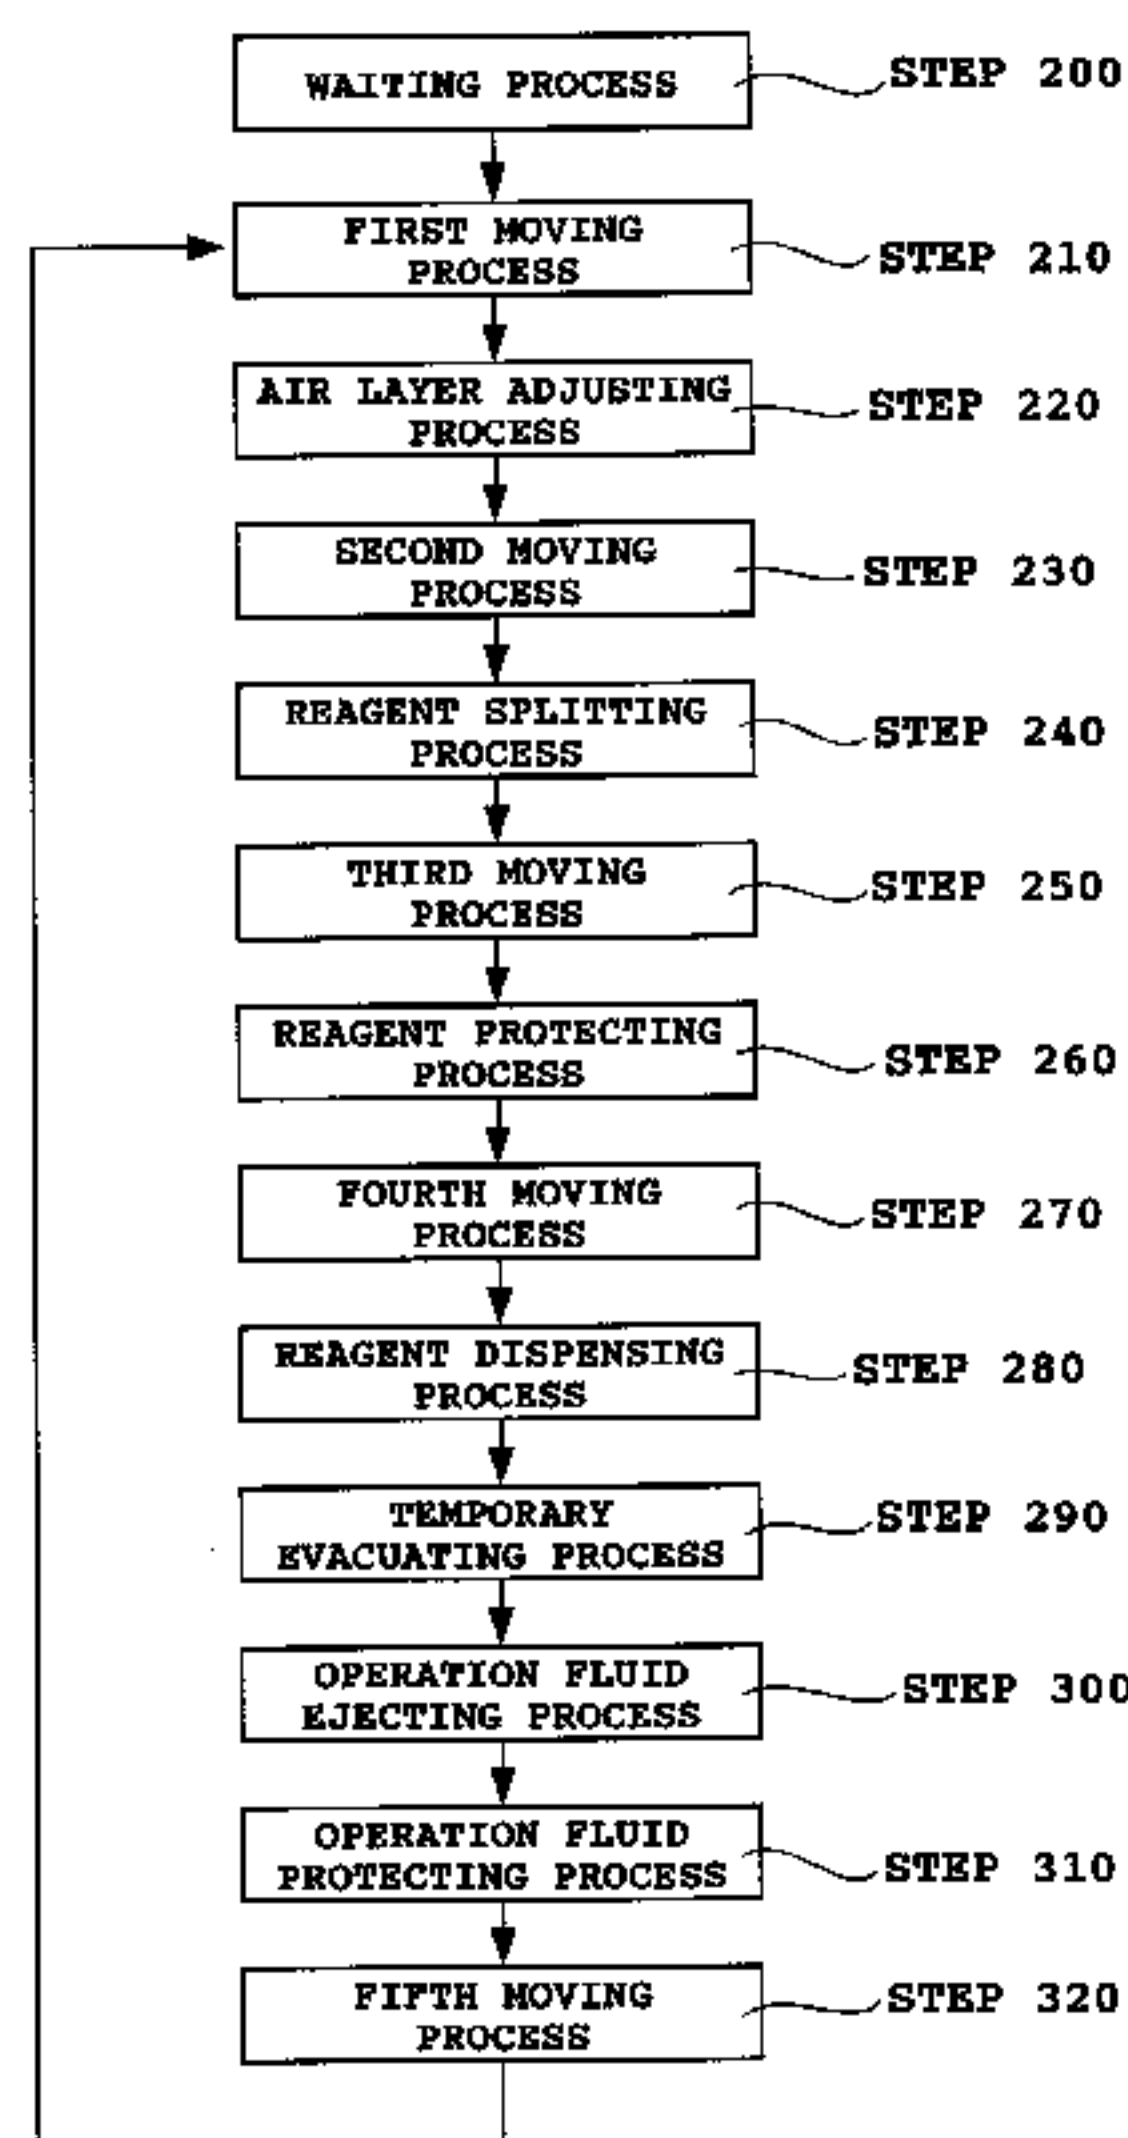 WAITING PROCESS
STEP 200
FIRST MOVING
PROCESS
STEP 210
AIR LAYER ADJUSTING
PROCESS
STEP 220
SECOND MOVING
PROCESS
STEP 230
REAGENT SPLITTING
PROCESS
STEP 240
THIRD MOVING
PROCESS
STEP 250
REAGENT PROTECTING
PROCESS
STEP 260
FOURTH MOVING
PROCESS
STEP 270
REAGENT DISPENSING
PROCESS
STEP 280
TEMPORARY
EVACUATING PROCESS
STEP 290
OPERATION FLUID
EJECTING PROCESS
STEP 300
OPERATION FLUID
PROTECTING PROCESS
STEP 310
FIFTH MOVING
PROCESS
STEP 320